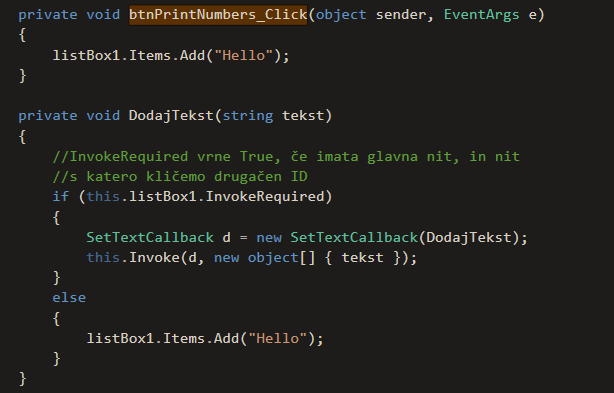 private void btnPrintNumbers_Click(object sender, EventArgs e)
{
    listBox1.Items.Add("Hello");
}

private void DodajTekst(string tekst)
{
    //InvokeRequired vrne True, če imata glavna nit, in nit
    //s katero kličemo drugačen ID
    if (this.listBox1.InvokeRequired)
    {
        SetTextCallback d = new SetTextCallback(DodajTekst);
        this.Invoke(d, new object[] { tekst });
    }
    else
    {
        listBox1.Items.Add("Hello");
    }
}